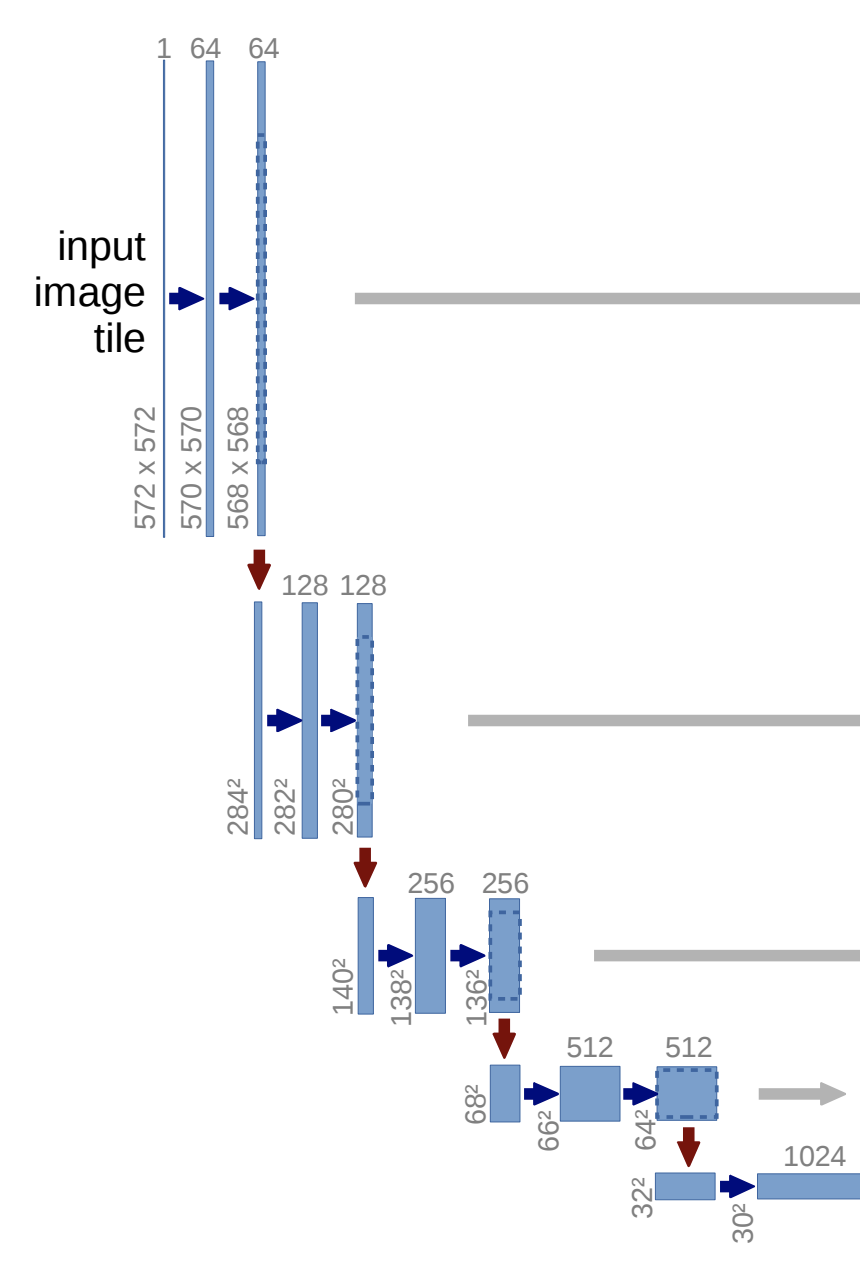 1 64 64
input
image
tile
572 x 572
570 x 570
568 x 568
128 128
284²
282²
280²
256 256
140²
138²
136²
512 512
68²
66²
64²
1024
32²
30²